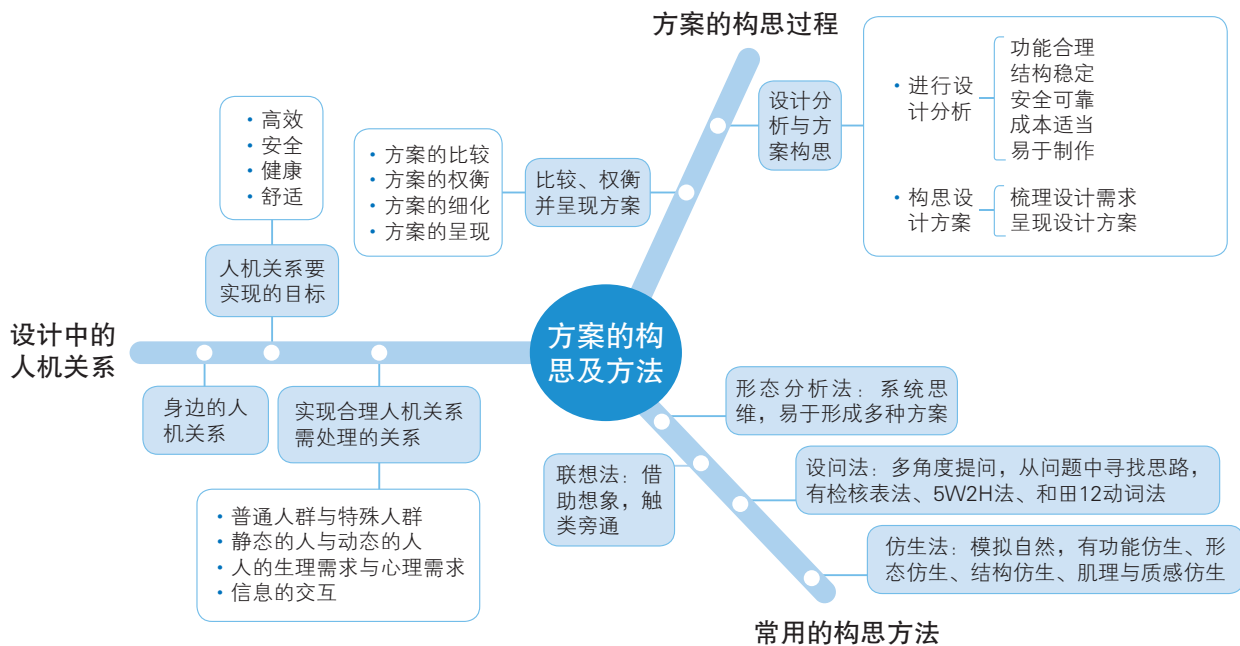 方案的构思过程
设计分
析与方
案构思
• 进行设
计分析
功能合理
结构稳定
安全可靠
成本适当
易于制作
• 构思设
计方案
梳理设计需求
呈现设计方案
比较、权衡
并呈现方案
• 方案的比较
• 方案的权衡
• 方案的细化
• 方案的呈现
• 高效
• 安全
• 健康
• 舒适
人机关系要
实现的目标
设计中的
人机关系
方案的构
思及方法
身边的人
机关系
实现合理人机关系
需处理的关系
• 普通人群与特殊人群
• 静态的人与动态的人
• 人的生理需求与心理需求
• 信息的交互
形态分析法：系统思
维，易于形成多种方案
联想法：借
助想象，触
类旁通
设问法：多角度提问，从问题中寻找思路，
有检核表法、5W2H法、和田12动词法
仿生法：模拟自然，有功能仿生、形
态仿生、结构仿生、肌理与质感仿生
常用的构思方法